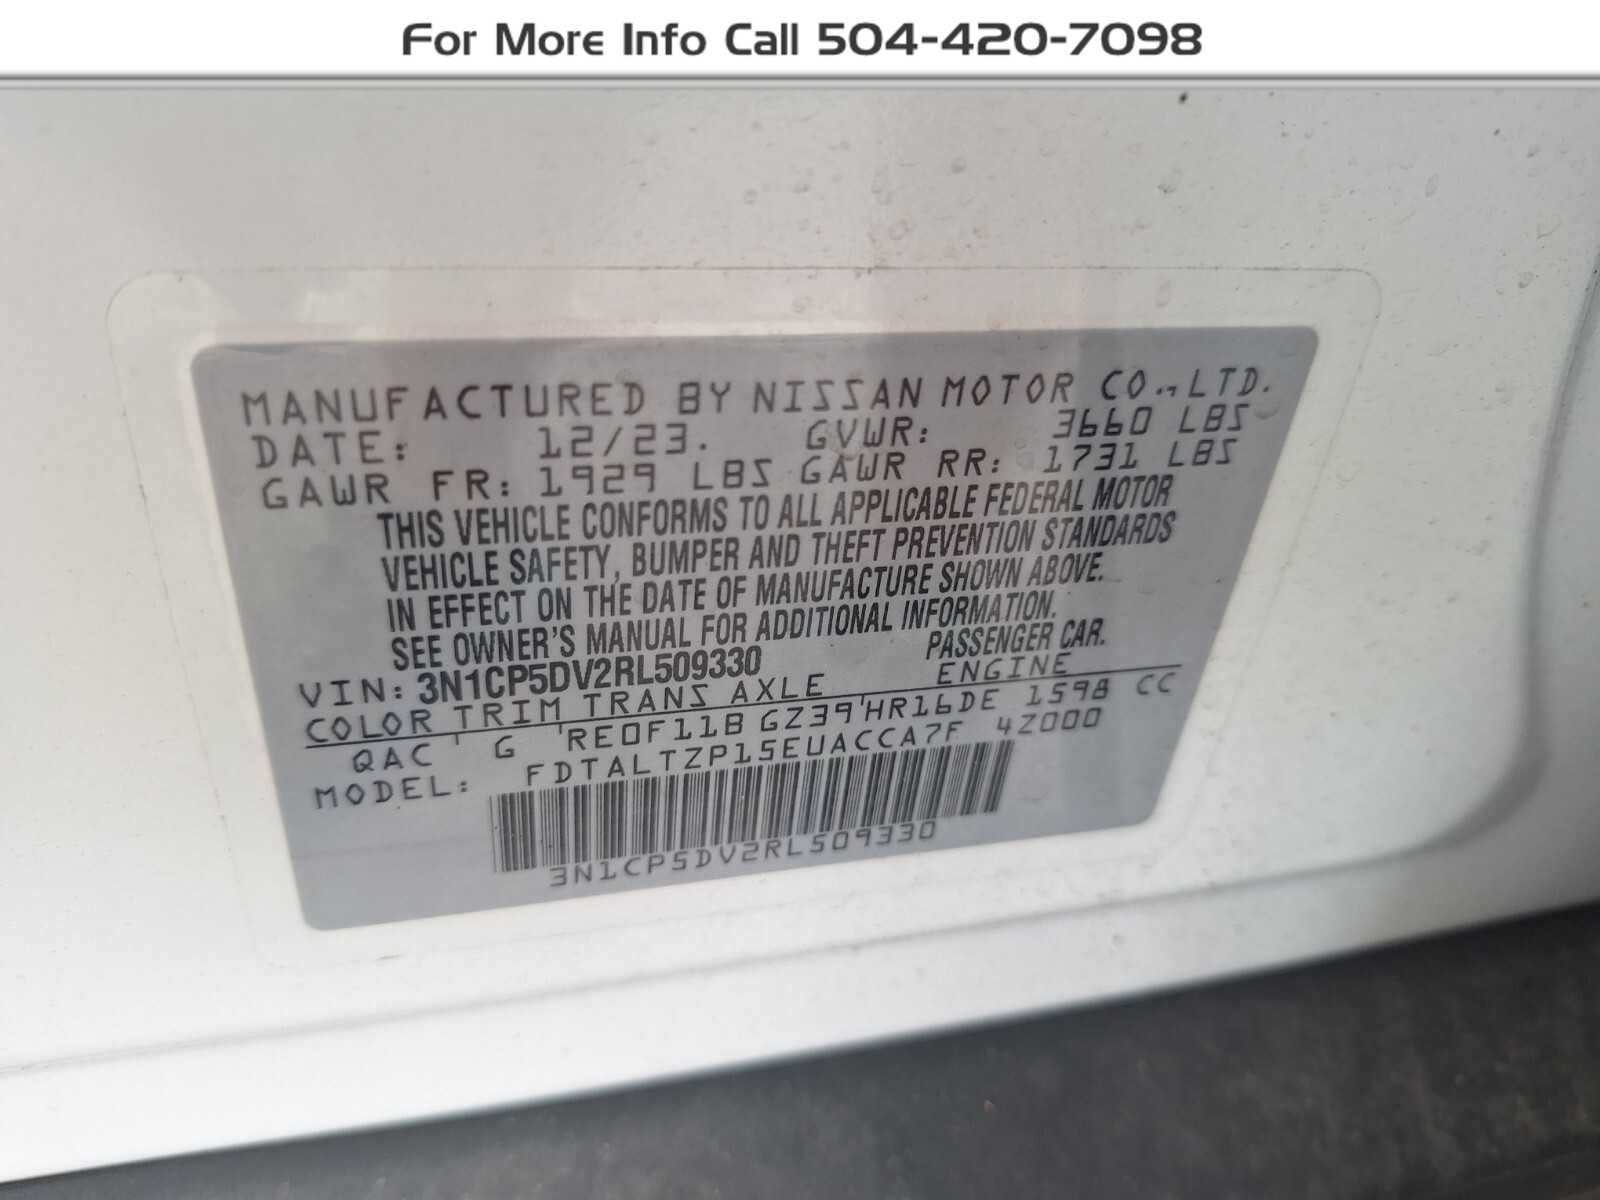 For More Info Call 504-420-7098
MANUFACTURED BY NISSAN MOTOR CO., LTD.
DATE: 12/23. GVWR: 3660 LBS
GAWR FR: 1929 LBS GAWR RR: 1731 LBS
THIS VEHICLE CONFORMS TO ALL APPLICABLE FEDERAL MOTOR
VEHICLE SAFETY, BUMPER AND THEFT PREVENTION STANDARDS
IN EFFECT ON THE DATE OF MANUFACTURE SHOWN ABOVE.
SEE OWNER'S MANUAL FOR ADDITIONAL INFORMATION.
VIN: 3N1CP5DV2RL509330 PASSENGER CAR.
COLOR TRIM TRANS AXLE ENGINE
QAC G RE0F11B GZ39 HR16DE 1598 CC
MODEL: FDTALTZP15EUACCA7F 4Z000
3N1CP5DV2RL509330